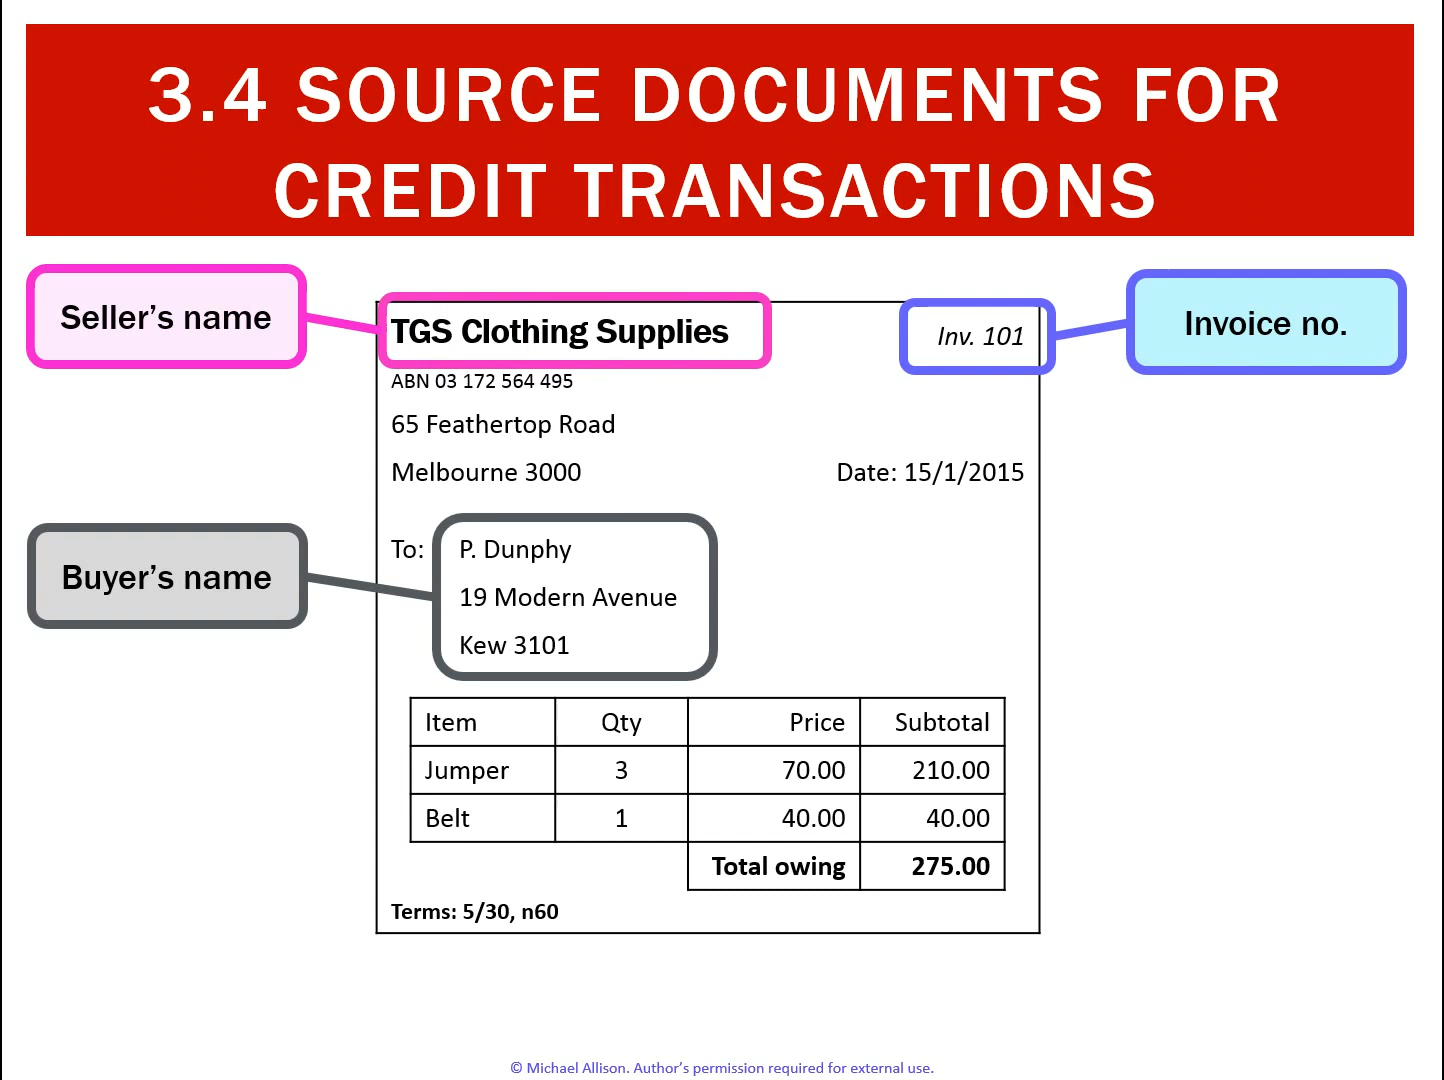 3.4 SOURCE DOCUMENTS FOR
CREDIT TRANSACTIONS
Seller's name
TGS Clothing Supplies
Inv. 101
Invoice no.
ABN 03 172 564 495
65 Feathertop Road
Melbourne 3000
Date: 15/1/2015
Buyer's name
To:
P. Dunphy
19 Modern Avenue
Kew 3101
Item Qty Price Subtotal
Jumper 3 70.00 210.00
Belt 1 40.00 40.00
Total owing 275.00
Terms: 5/30, n60
© Michael Allison. Author's permission required for external use.